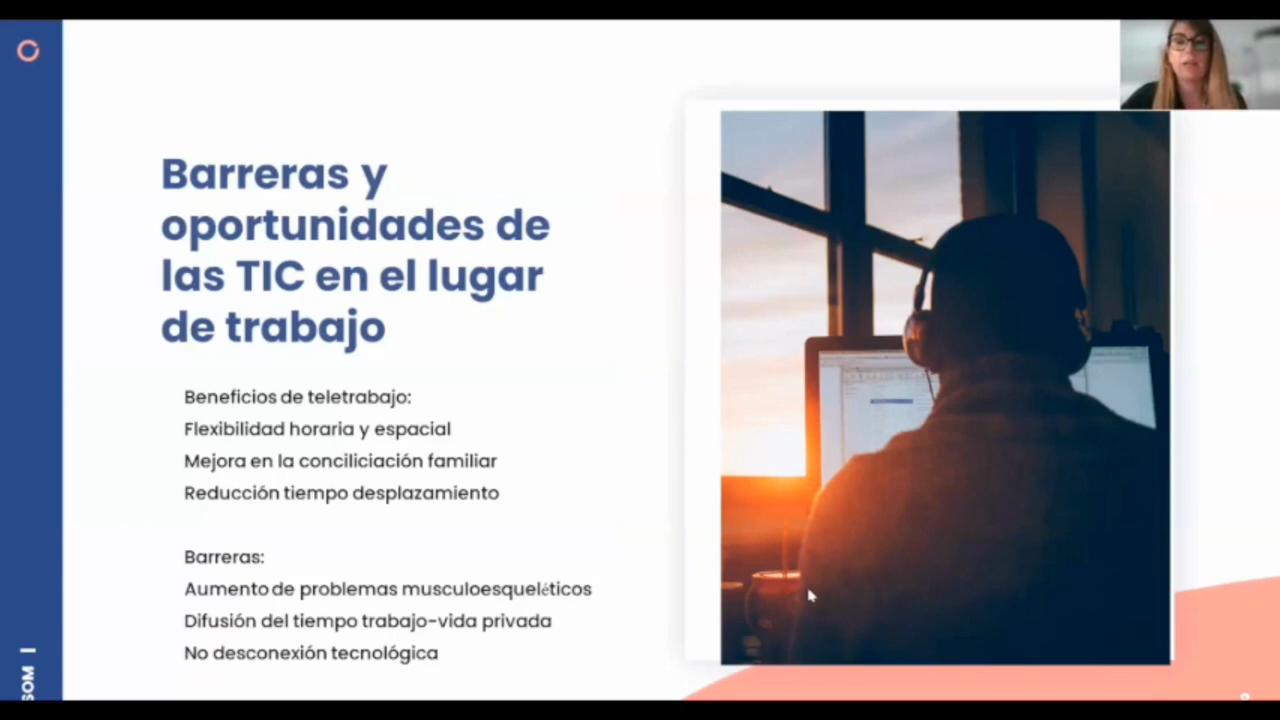 Barreras y
oportunidades de
las TIC en el lugar
de trabajo
Beneficios de teletrabajo:
Flexibilidad horaria y espacial
Mejora en la conciliciación familiar
Reducción tiempo desplazamiento
Barreras:
Aumento de problemas musculoesqueléticos
Difusión del tiempo trabajo-vida privada
No desconexión tecnológica
SOM |